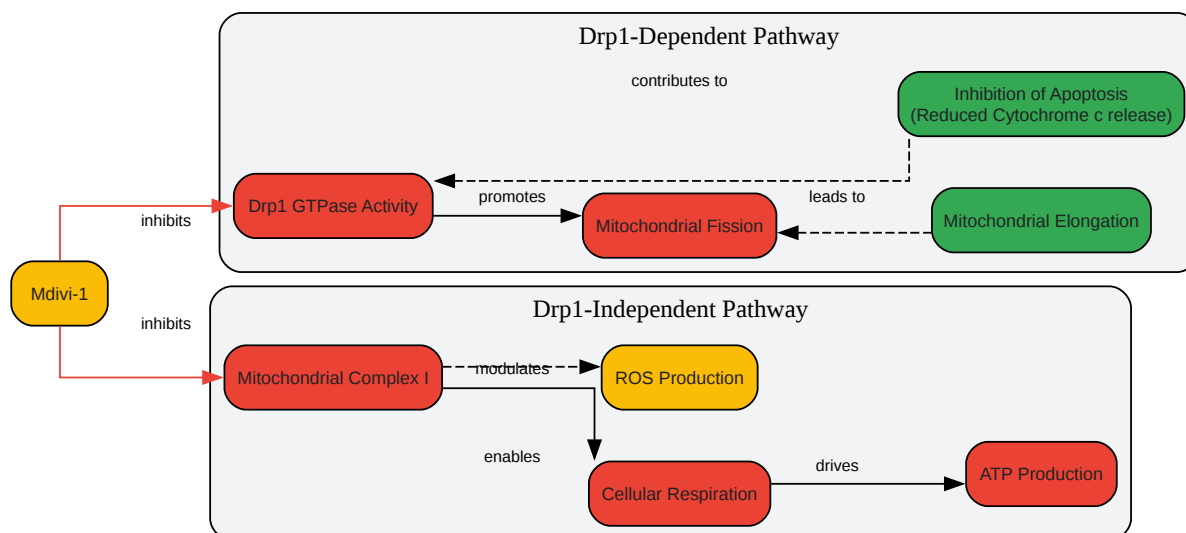 Drp1-Dependent Pathway
contributes to
Inhibition of Apoptosis
(Reduced Cytochrome c release)
Drp1 GTPase Activity
promotes
leads to
Mitochondrial Fission
Mitochondrial Elongation
inhibits
Mdivi-1
inhibits
Drp1-Independent Pathway
Mitochondrial Complex I
modulates
ROS Production
enables
Cellular Respiration
drives
ATP Production